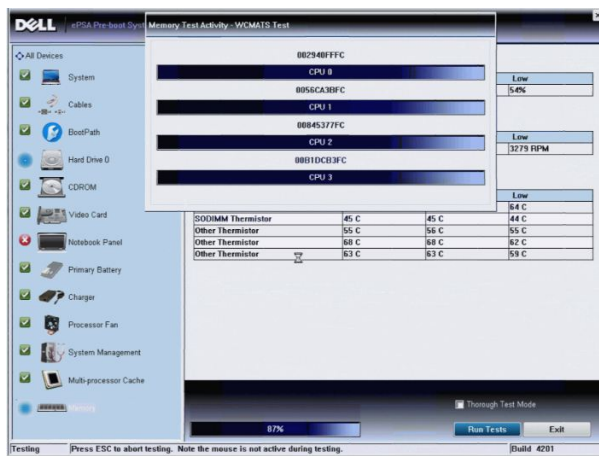 DELL
ePSA Pre-boot Syst
Memory Test Activity - WCMATS Test
002940FFFC
CPU 0
0056CA3BFC
CPU 1
00845377FC
CPU 2
00B1DCB3FC
CPU 3
All Devices
System
Cables
BootPath
Hard Drive 0
CDROM
Video Card
Notebook Panel
Primary Battery
Charger
Processor Fan
System Management
Multi-processor Cache
Memory
Low
54%
Low
3279 RPM
Low
64 C
SODIMM Thermistor 45 C 45 C 44 C
Other Thermistor 55 C 56 C 55 C
Other Thermistor 68 C 68 C 62 C
Other Thermistor 63 C 63 C 59 C
Thorough Test Mode
87%
Run Tests
Exit
Testing
Press ESC to abort testing. Note the mouse is not active during testing.
Build 4201